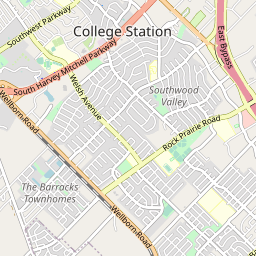 Southwest Parkway
College Station
East Bypass
South Harvey Mitchell Parkway
Welsh Avenue
Southwood
Valley
Wellborn Road
Rock Prairie Road
The Barracks
Townhomes
Wellborn Road